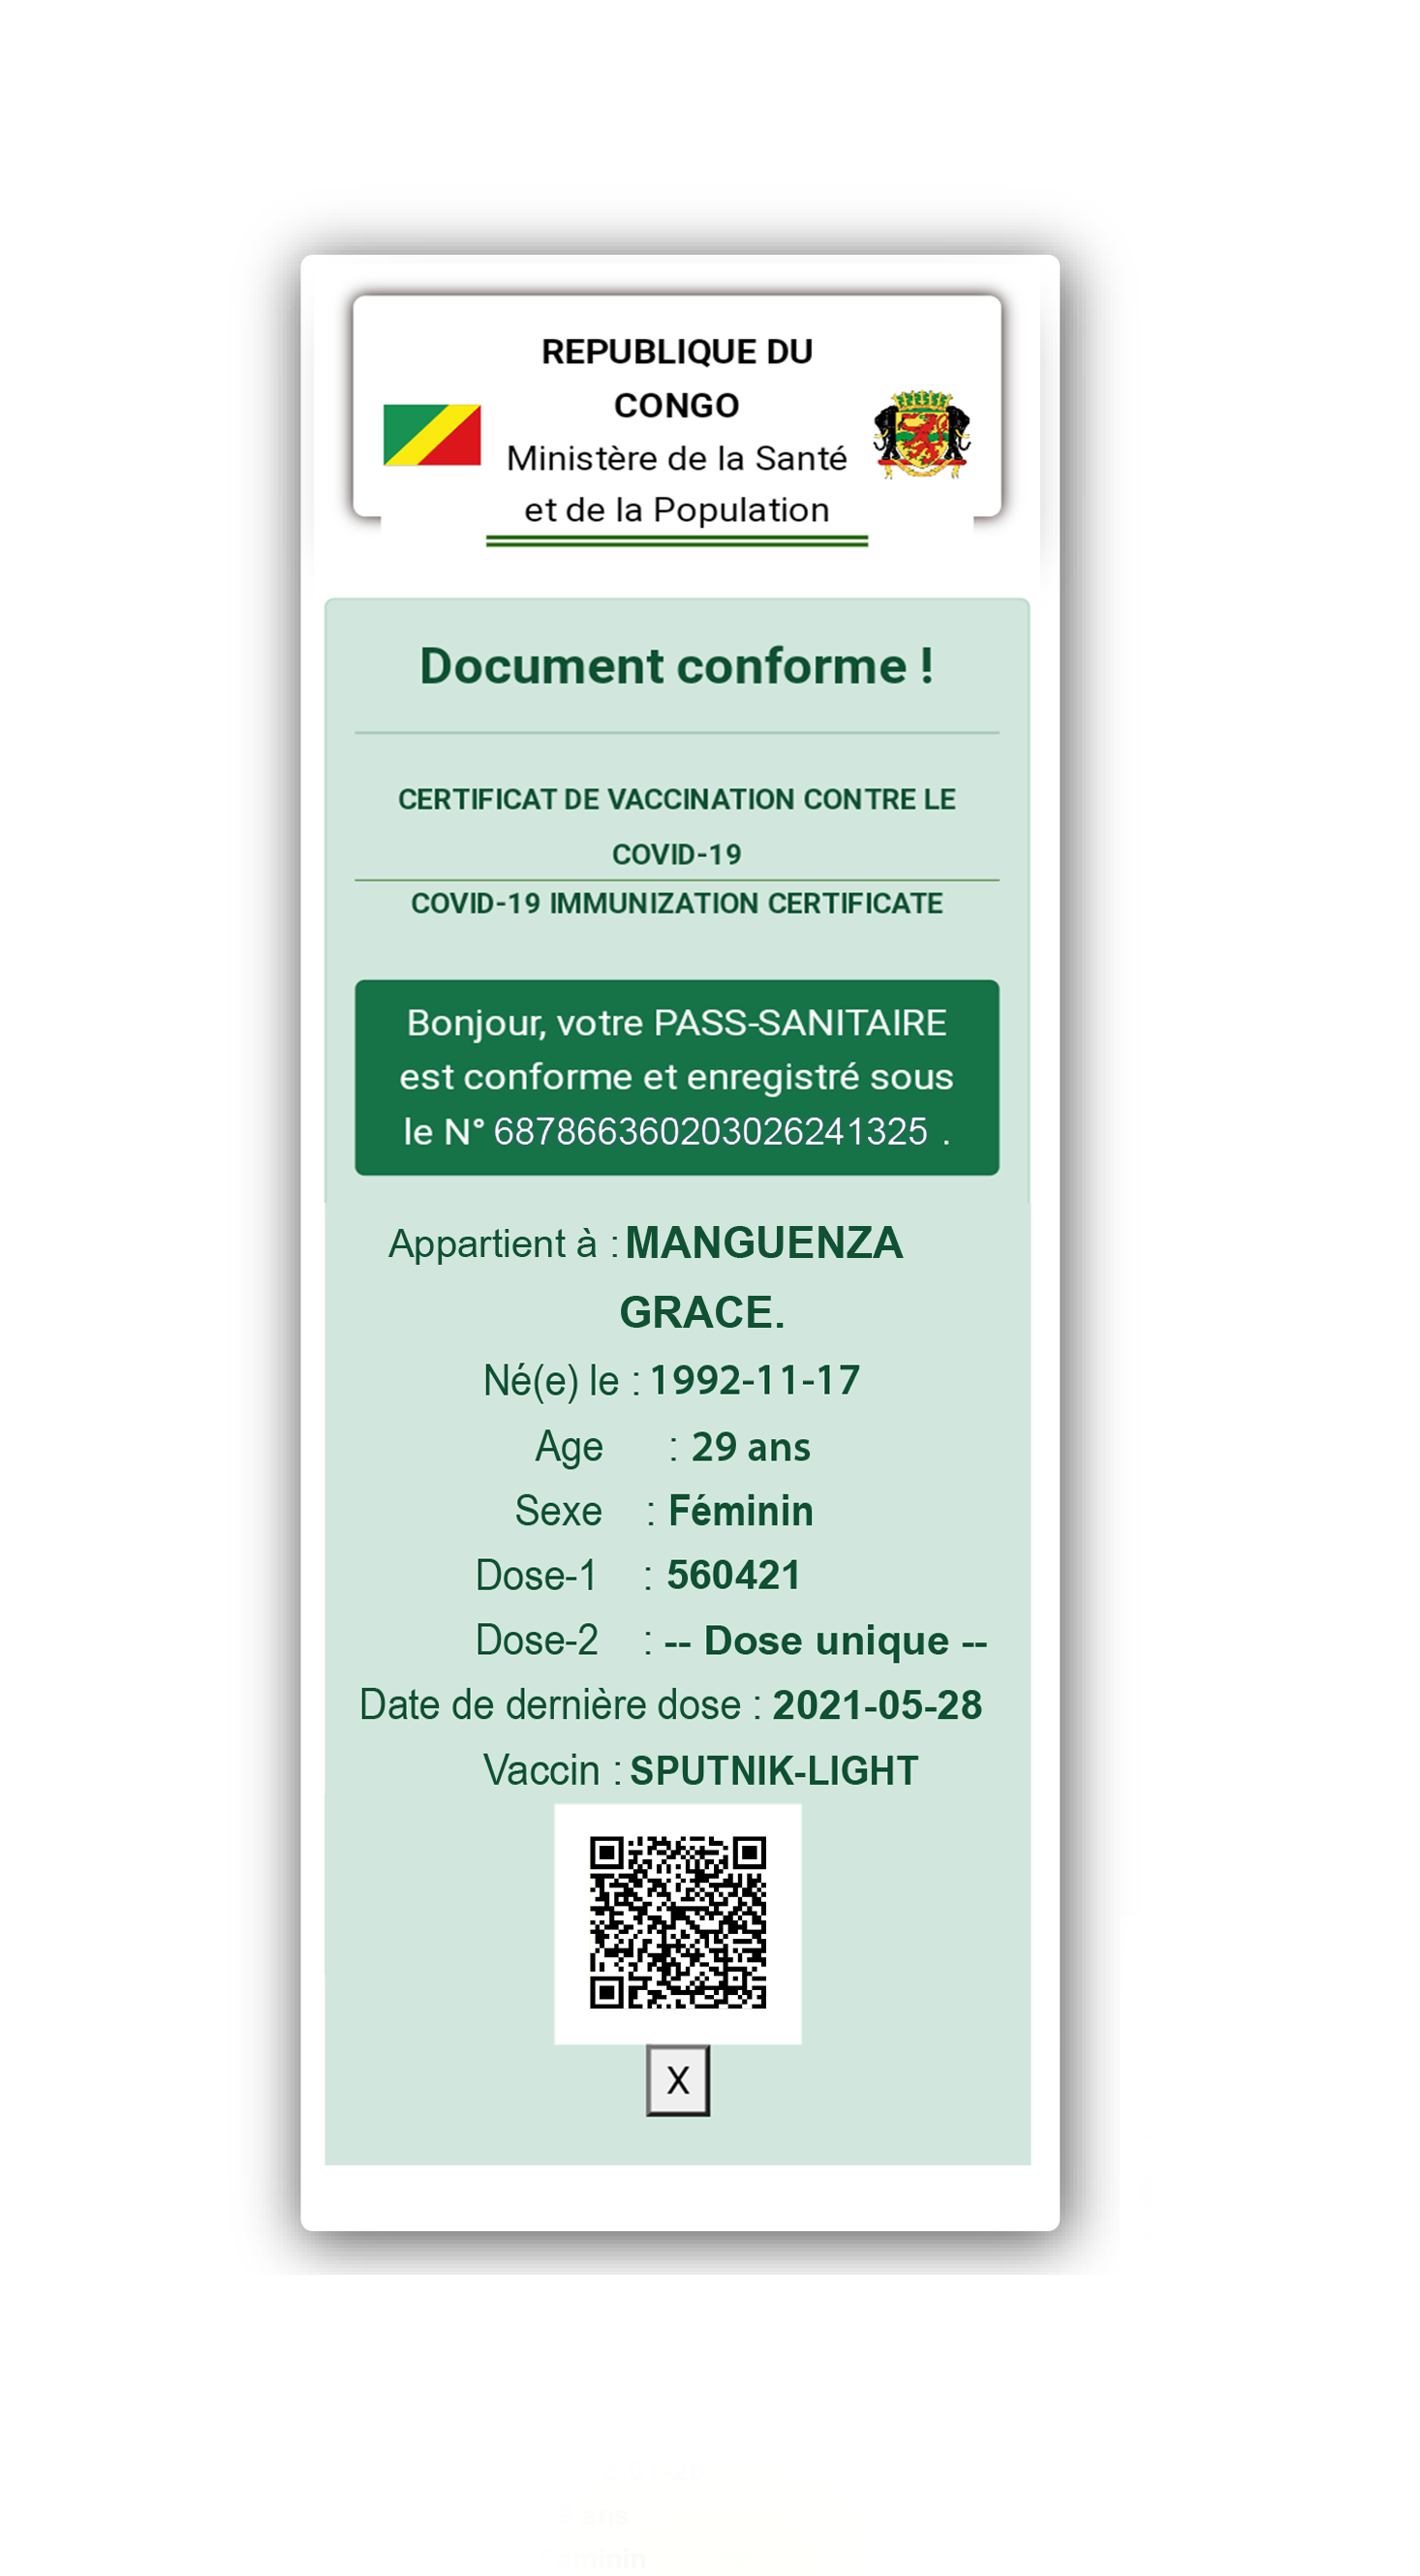 REPUBLIQUE DU
CONGO
Ministère de la Santé
et de la Population
Document conforme !
CERTIFICAT DE VACCINATION CONTRE LE
COVID-19
COVID-19 IMMUNIZATION CERTIFICATE
Bonjour, votre PASS-SANITAIRE
est conforme et enregistré sous
le N° 687866360203026241325 .
Appartient à : MANGUENZA
GRACE.
Né(e) le : 1992-11-17
Age : 29 ans
Sexe : Féminin
Dose-1 : 560421
Dose-2 : -- Dose unique --
Date de dernière dose : 2021-05-28
Vaccin : SPUTNIK-LIGHT
X